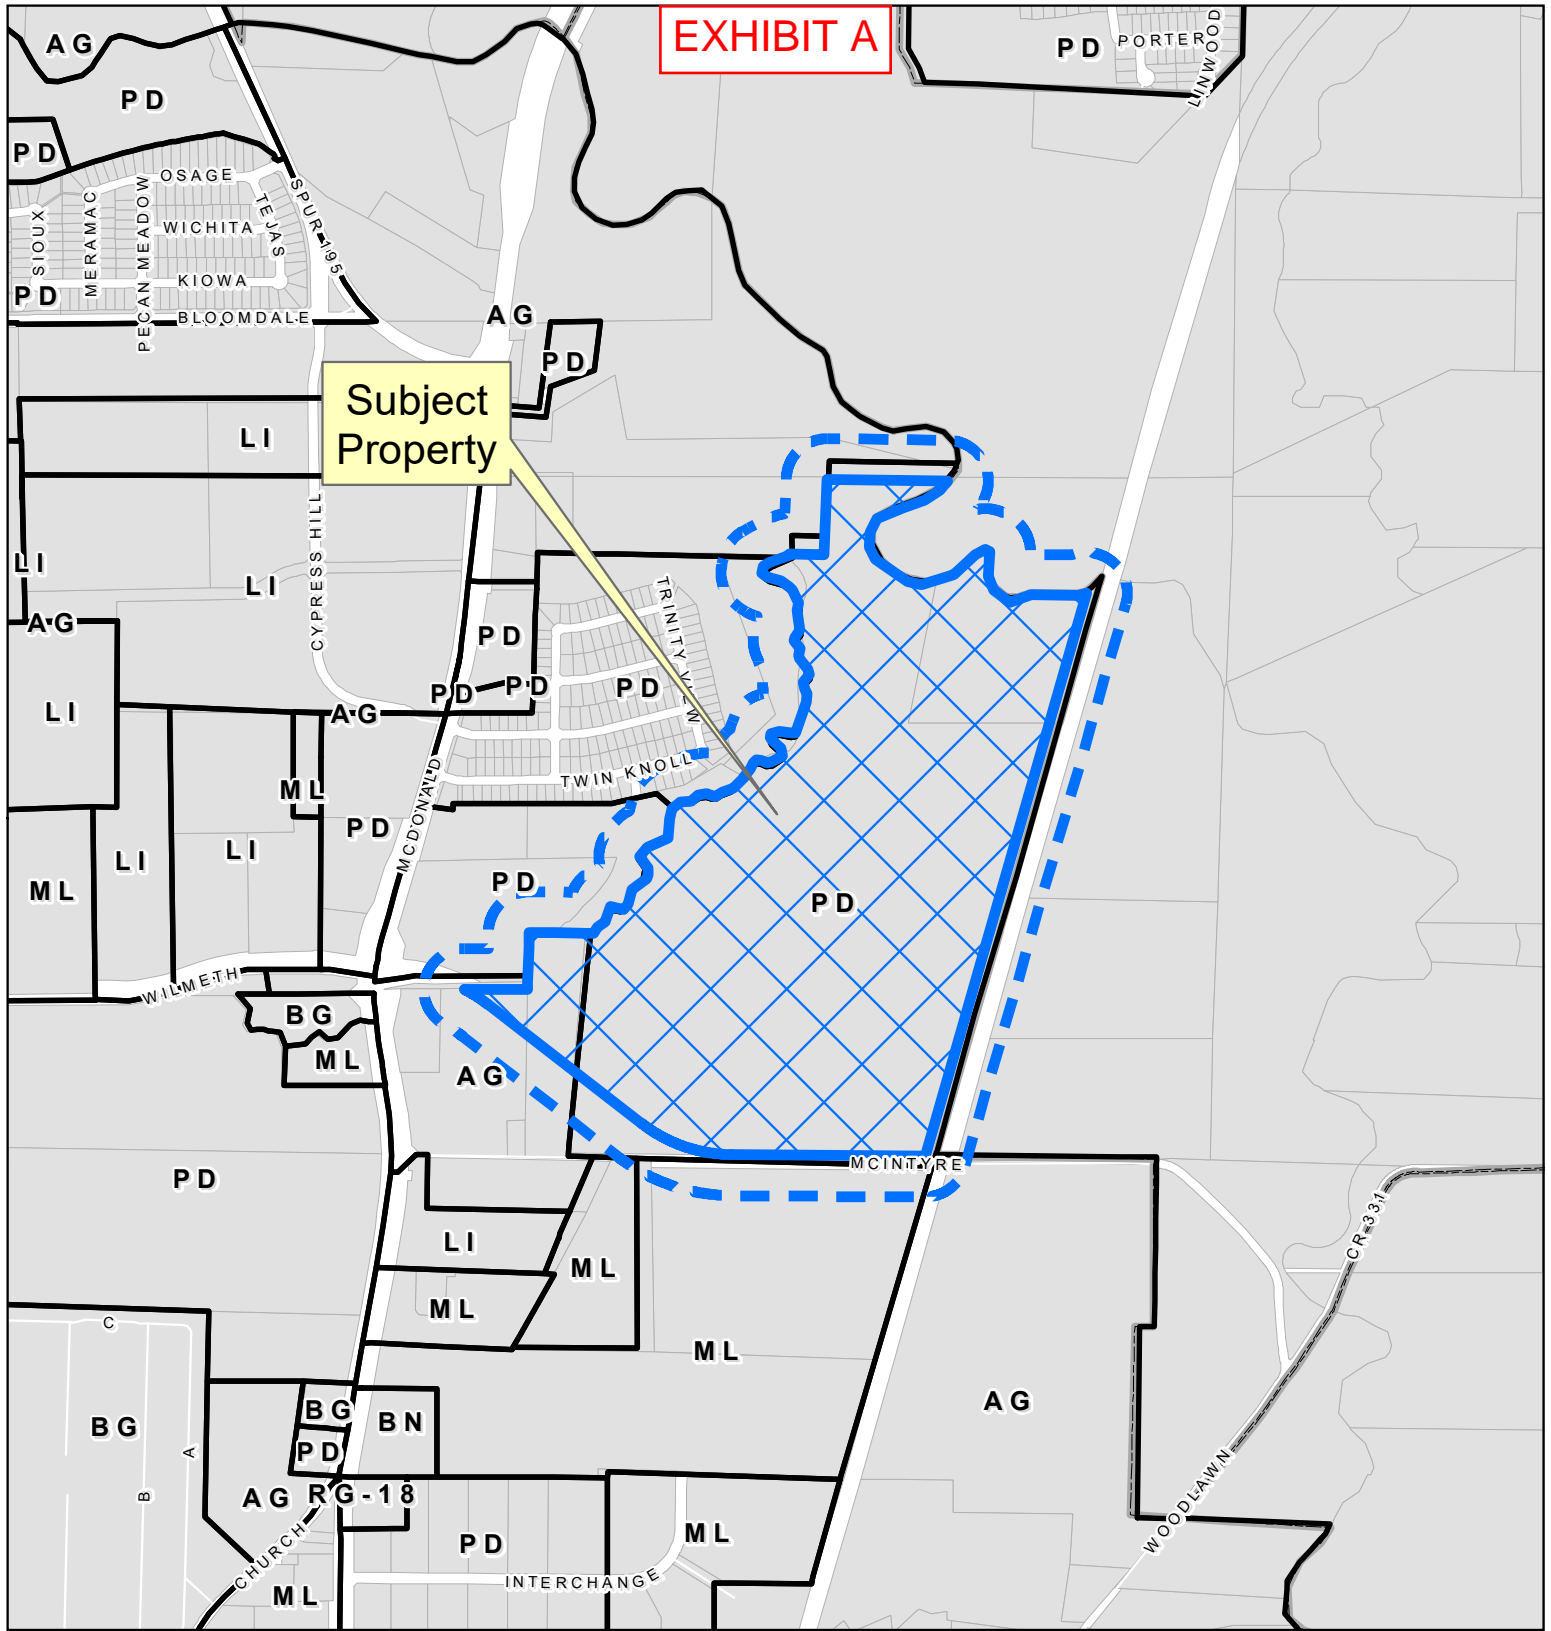 EXHIBIT A
AG
PD
PORTER
LINWOOD
PD
PD
OSAGE
SPUR 195
TEJAS
PECAN MEADOW
MERAMAC
SIOUX
WICHITA
KIOWA
PD
BLOOMDALE
AG
PD
Subject
Property
LI
CYPRESS HILL
LI
LI
AG
TRINITY VIEW
PD
PD
PD
PD
LI
AG
TWIN KNOLL
ML
MCDONALD
PD
LI
LI
ML
PD
PD
WILMETH
BG
ML
AG
MCINTYRE
PD
CR 331
LI
ML
ML
C
ML
AG
BG
BN
BG
A
PD
B
AG
RG-18
WOODLAWN
CHURCH
PD
ML
INTERCHANGE
ML